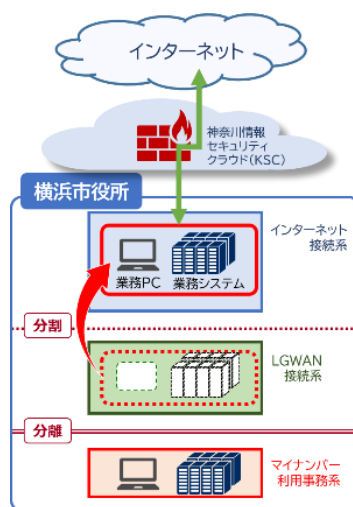 インターネット
神奈川情報
セキュリティ
クラウド(KSC)
横浜市役所
インターネット
接続系
業務PC 業務システム
分割
LGWAN
接続系
分離
マイナンバー
利用事務系